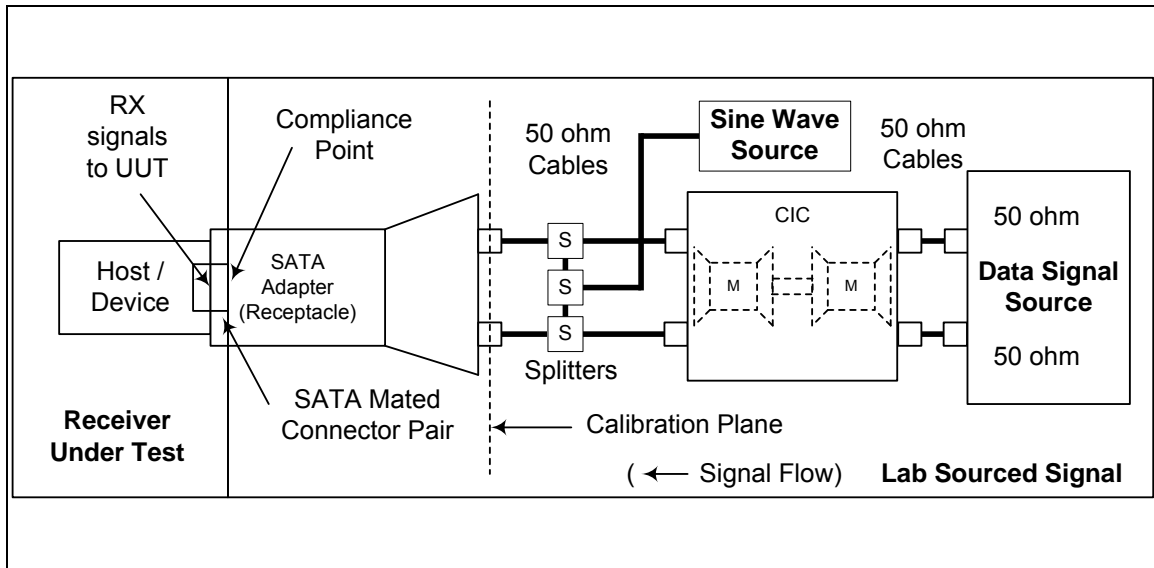 RX
signals
to UUT
Compliance
Point
50 ohm
Cables
Sine Wave
Source
50 ohm
Cables
Host /
Device
SATA
Adapter
(Receptacle)
S
S
S
Splitters
CIC
M
M
50 ohm
Data Signal
Source
50 ohm
SATA Mated
Connector Pair
Calibration Plane
Receiver
Under Test
( Signal Flow)
Lab Sourced Signal